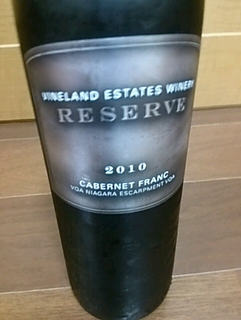 VINELAND ESTATES WINERY
RESERVE
2010
CABERNET FRANC
VQA NIAGARA ESCARPMENT VQA